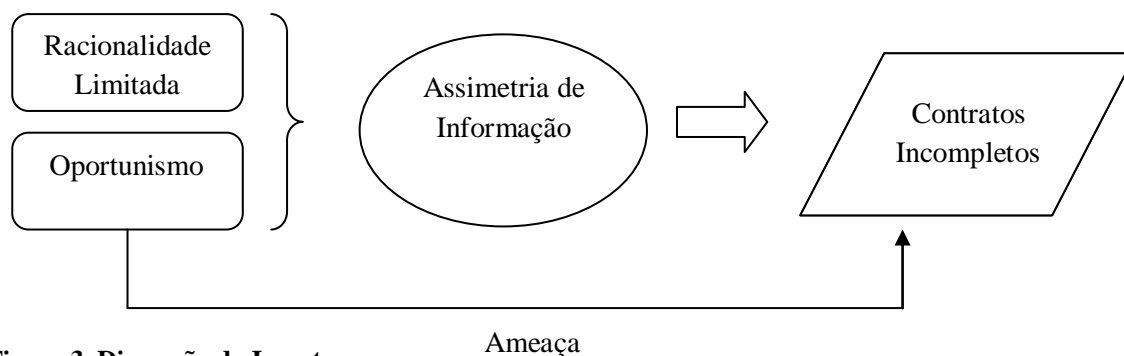 Racionalidade
Limitada
Oportunismo
Assimetria de
Informação
Contratos
Incompletos
Ameaça